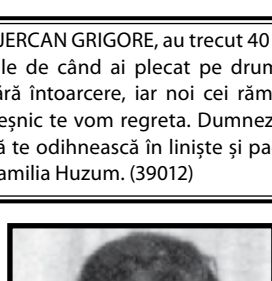 JERCAN GRIGORE, au trecut 40
le de când ai plecat pe drum
ără întoarcere, iar noi cei răm
eșnic te vom regreta. Dumnez
ă te odihnească în liniște și pa
amilia Huzum. (39012)